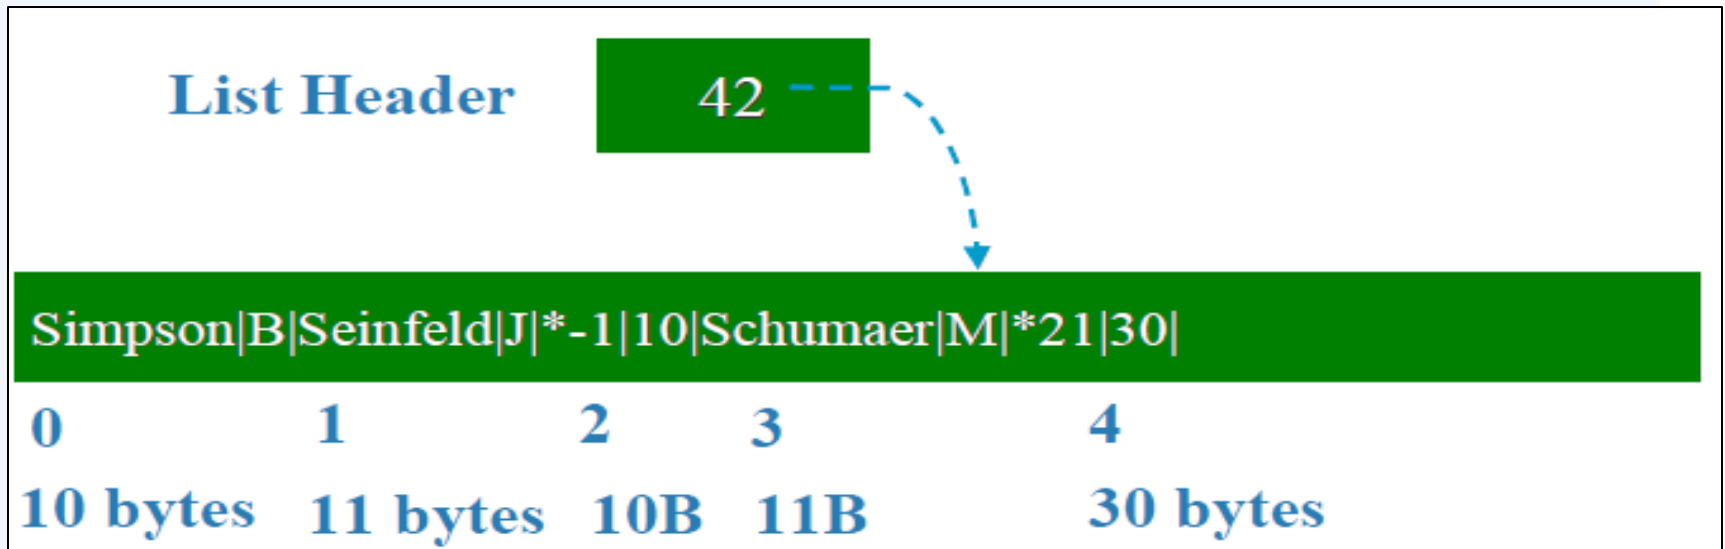 List Header 42
Simpson|B|Seinfeld|J|*-1|10|Schumaer|M|*21|30|
0 1 2 3 4
10 bytes 11 bytes 10B 11B 30 bytes